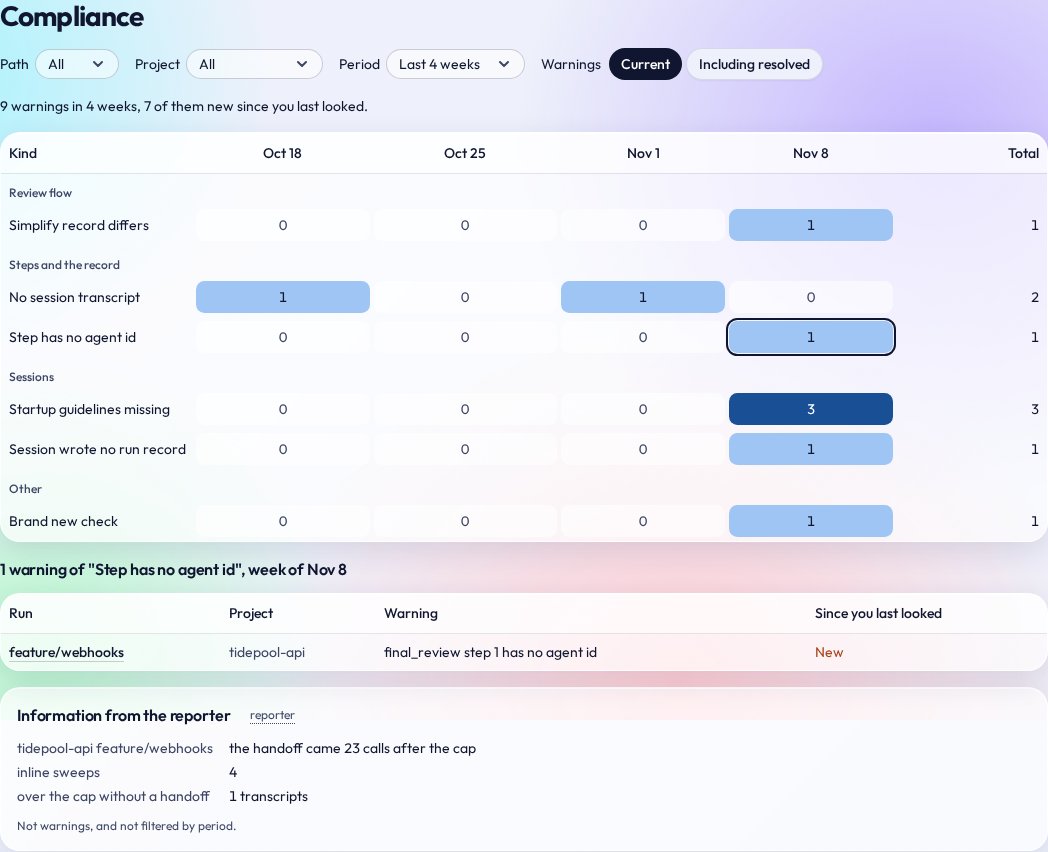 Compliance
Path All Project All Period Last 4 weeks Warnings Current Including resolved
9 warnings in 4 weeks, 7 of them new since you last looked.
Kind Oct 18 Oct 25 Nov 1 Nov 8 Total
Review flow
Simplify record differs 0 0 0 1 1
Steps and the record
No session transcript 1 0 1 0 2
Step has no agent id 0 0 0 1 1
Sessions
Startup guidelines missing 0 0 0 3 3
Session wrote no run record 0 0 0 1 1
Other
Brand new check 0 0 0 1 1
1 warning of "Step has no agent id", week of Nov 8
Run Project Warning Since you last looked
feature/webhooks tidepool-api final_review step 1 has no agent id New
Information from the reporter reporter
tidepool-api feature/webhooks the handoff came 23 calls after the cap
inline sweeps 4
over the cap without a handoff 1 transcripts
Not warnings, and not filtered by period.